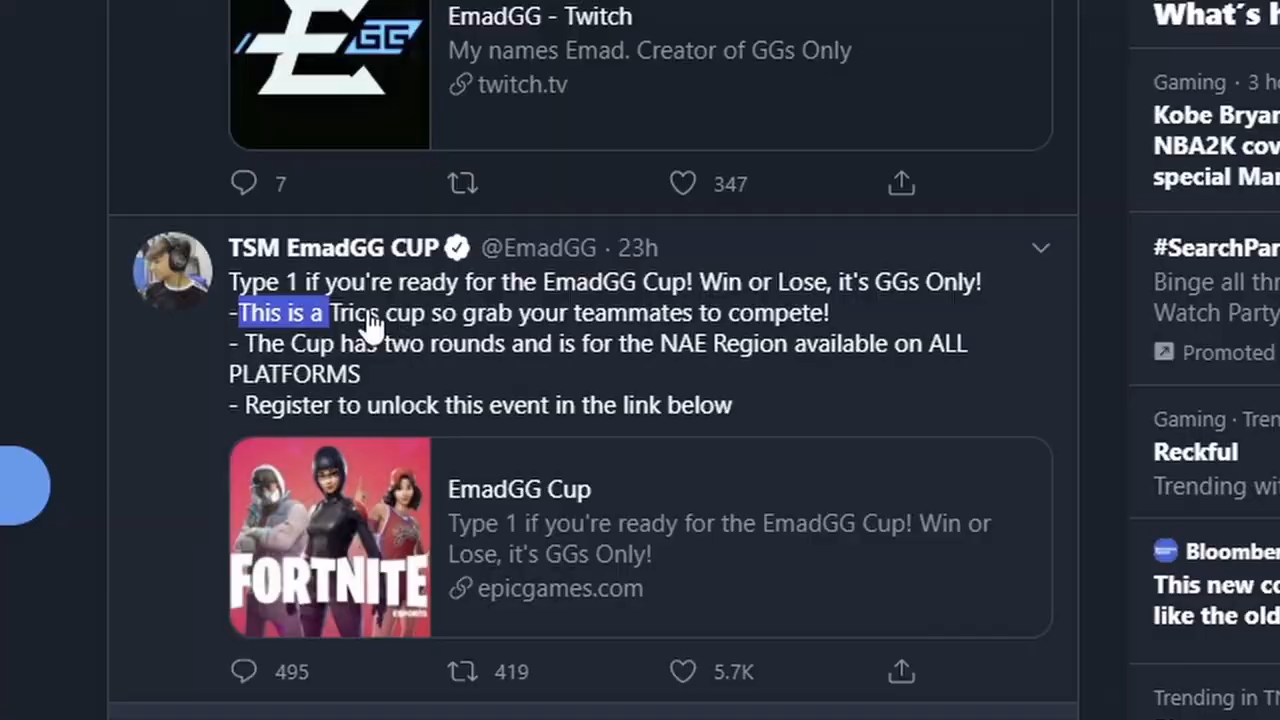 EGG
EmadGG - Twitch
My names Emad. Creator of GGs Only
twitch.tv
7
347
TSM EmadGG CUP @EmadGG · 23h
Type 1 if you're ready for the EmadGG Cup! Win or Lose, it's GGs Only!
-This is a Trios cup so grab your teammates to compete!
- The Cup has two rounds and is for the NAE Region available on ALL
PLATFORMS
- Register to unlock this event in the link below
FORTNITE
ESPORTS
EmadGG Cup
Type 1 if you're ready for the EmadGG Cup! Win or
Lose, it's GGs Only!
epicgames.com
495
419
5.7K
What's h
Gaming · 3 h
Kobe Bryan
NBA2K cov
special Mam
#SearchPar
Binge all thr
Watch Party
Promoted
Gaming · Tren
Reckful
Trending wit
Bloomber
This new co
like the old
Trending in T